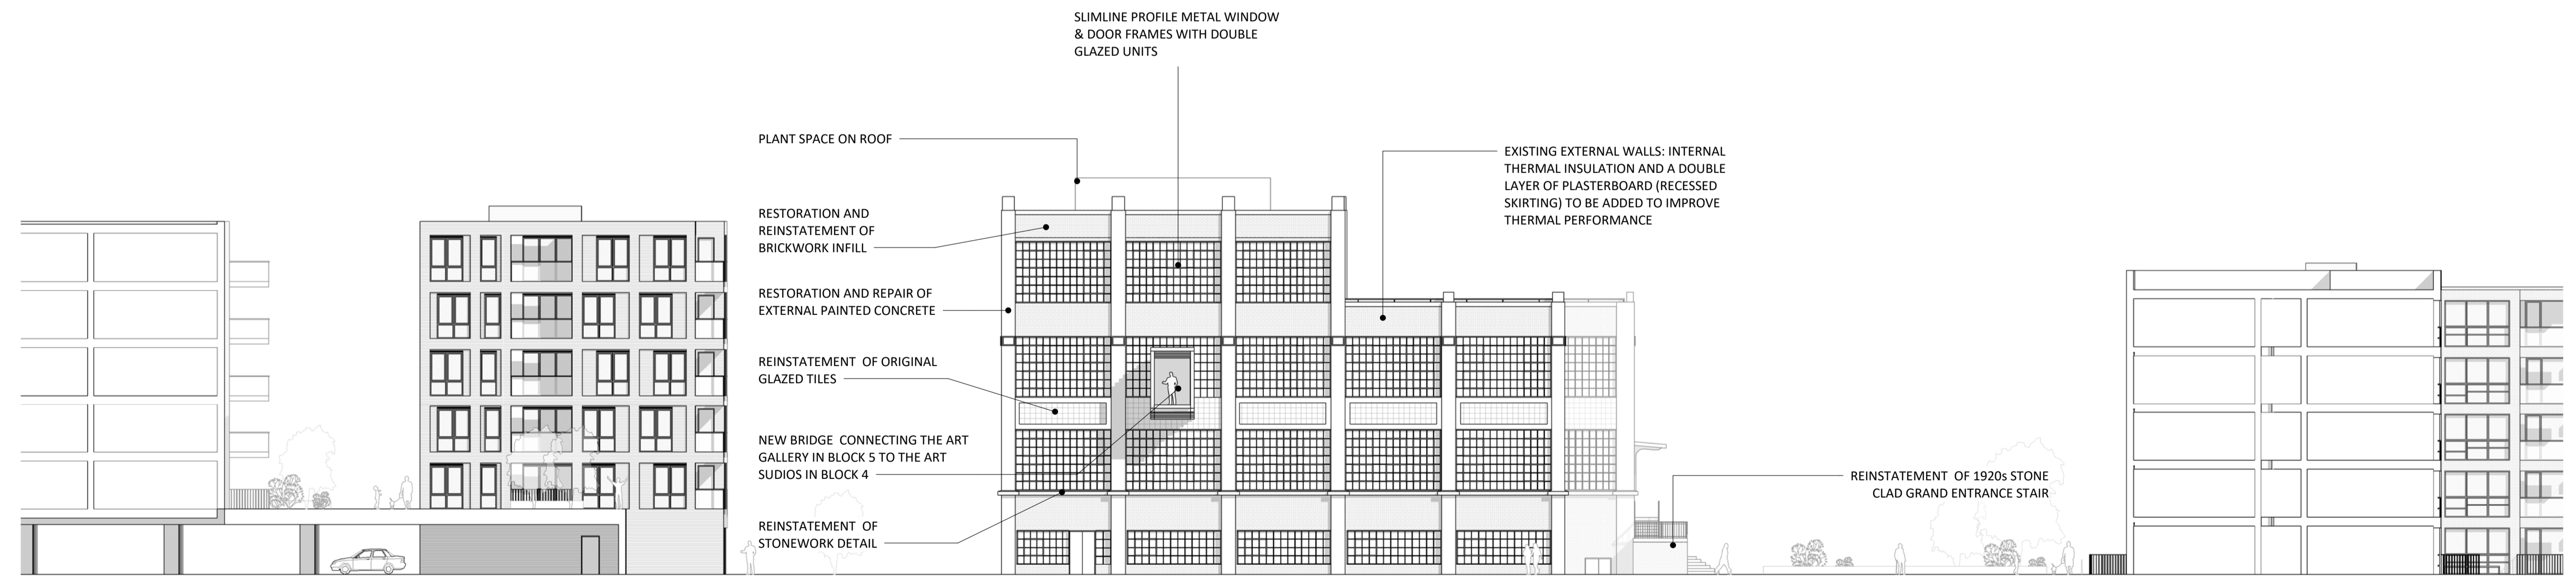 SLIMLINE PROFILE METAL WINDOW
& DOOR FRAMES WITH DOUBLE
GLAZED UNITS
PLANT SPACE ON ROOF
RESTORATION AND
REINSTATEMENT OF
BRICKWORK INFILL
RESTORATION AND REPAIR OF
EXTERNAL PAINTED CONCRETE
REINSTATEMENT OF ORIGINAL
GLAZED TILES
NEW BRIDGE CONNECTING THE ART
GALLERY IN BLOCK 5 TO THE ART
SUDIOS IN BLOCK 4
REINSTATEMENT OF
STONEWORK DETAIL
EXISTING EXTERNAL WALLS: INTERNAL
THERMAL INSULATION AND A DOUBLE
LAYER OF PLASTERBOARD (RECESSED
SKIRTING) TO BE ADDED TO IMPROVE
THERMAL PERFORMANCE
REINSTATEMENT OF 1920s STONE
CLAD GRAND ENTRANCE STAIR